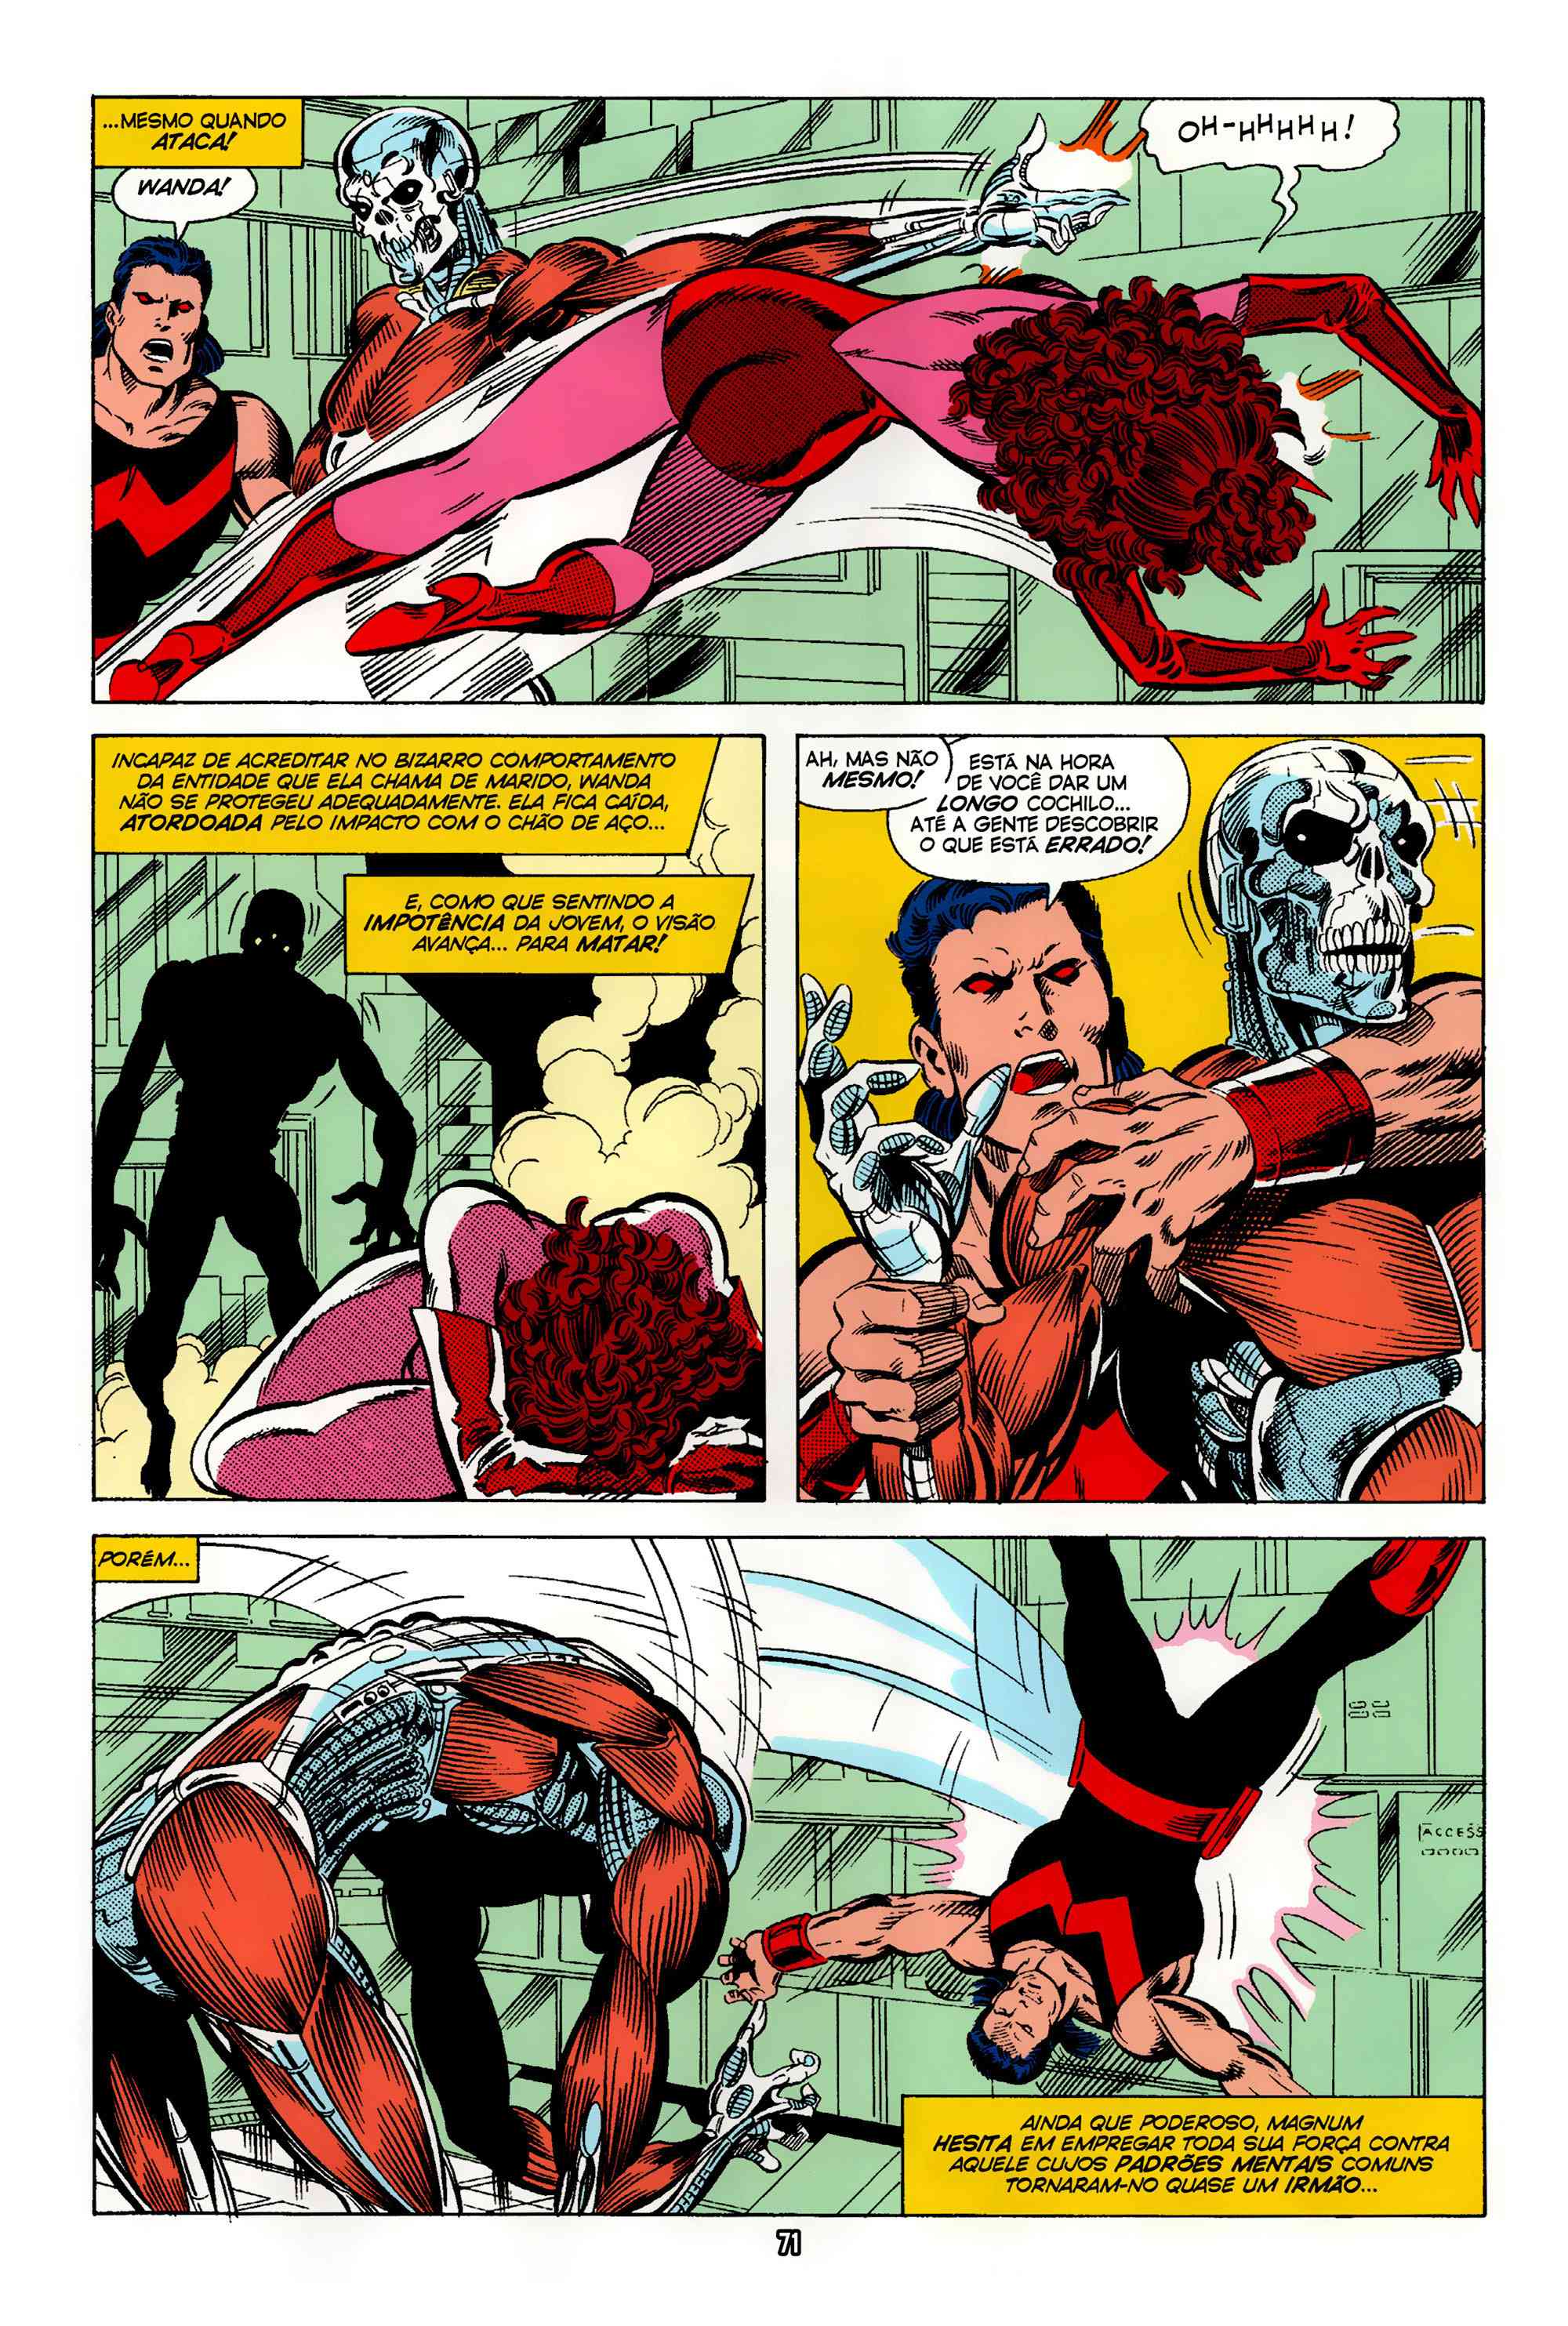 ...MESMO QUANDO
ATACA!
WANDA!
OH-HHHHH!
INCAPAZ DE ACREDITAR NO BIZARRO COMPORTAMENTO
DA ENTIDADE QUE ELA CHAMA DE MARIDO, WANDA
NÃO SE PROTEGEU ADEQUADAMENTE. ELA FICA CAÍDA,
ATORDOADA PELO IMPACTO COM O CHÃO DE AÇO...
E, COMO QUE SENTINDO A
IMPOTÊNCIA DA JOVEM, O VISÃO
AVANÇA... PARA MATAR!
AH, MAS NÃO
MESMO!
ESTÁ NA HORA
DE VOCÊ DAR UM
LONGO COCHILO...
ATÉ A GENTE DESCOBRIR
O QUE ESTÁ ERRADO!
PORÉM...
ACCESS
AINDA QUE PODEROSO, MAGNUM
HESITA EM EMPREGAR TODA SUA FORÇA CONTRA
AQUELE CUJOS PADRÕES MENTAIS COMUNS
TORNARAM-NO QUASE UM IRMÃO...
71